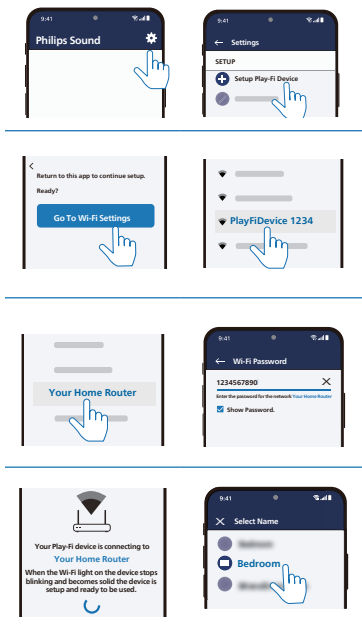 9:41
Philips Sound
9:41
← Settings
SETUP
Setup Play-Fi Device
Return to this app to continue setup.
Ready?
Go To Wi-Fi Settings
PlayFiDevice 1234
Your Home Router
9:41
← Wi-Fi Password
1234567890
Enter the password for the network Your Home Router
Show Password.
Your Play-Fi device is connecting to
Your Home Router
When the Wi-Fi light on the device stops
blinking and becomes solid the device is
setup and ready to be used.
9:41
Select Name
Bedroom